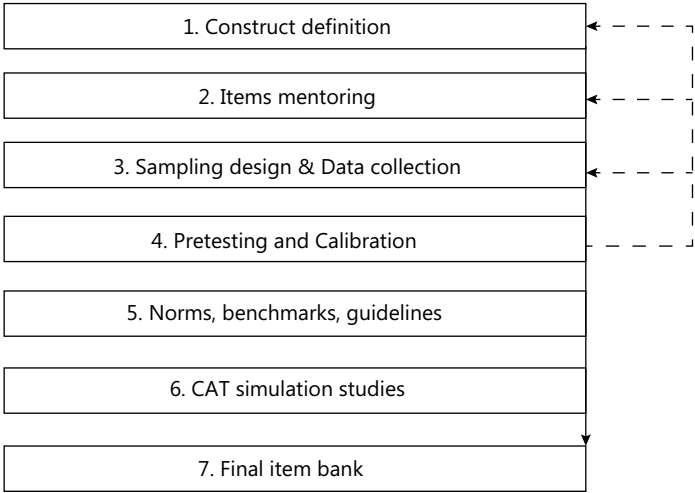 1. Construct definition
2. Items mentoring
3. Sampling design & Data collection
4. Pretesting and Calibration
5. Norms, benchmarks, guidelines
6. CAT simulation studies
7. Final item bank